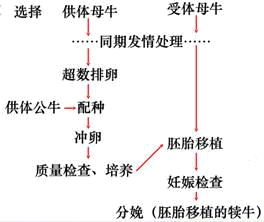 选择 供体母牛 受体母牛
……同期发情处理……
超数排卵
供体公牛 配种
冲卵
质量检查、培养 胚胎移植
妊娠检查
分娩（胚胎移植的犊牛）